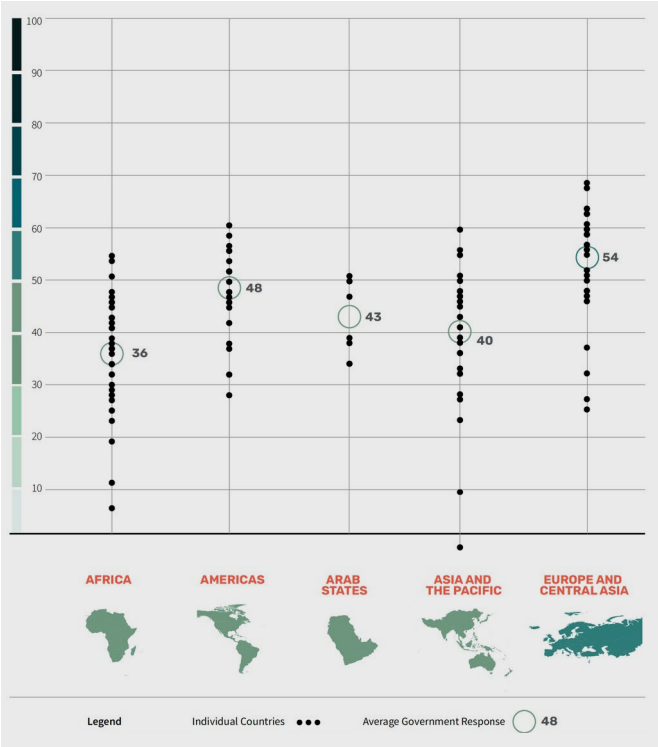 100
90
80
70
60
50
40
30
20
10
36
48
43
40
54
AFRICA
AMERICAS
ARAB
STATES
ASIA AND
THE PACIFIC
EUROPE AND
CENTRAL ASIA
Legend
Individual Countries
Average Government Response
48